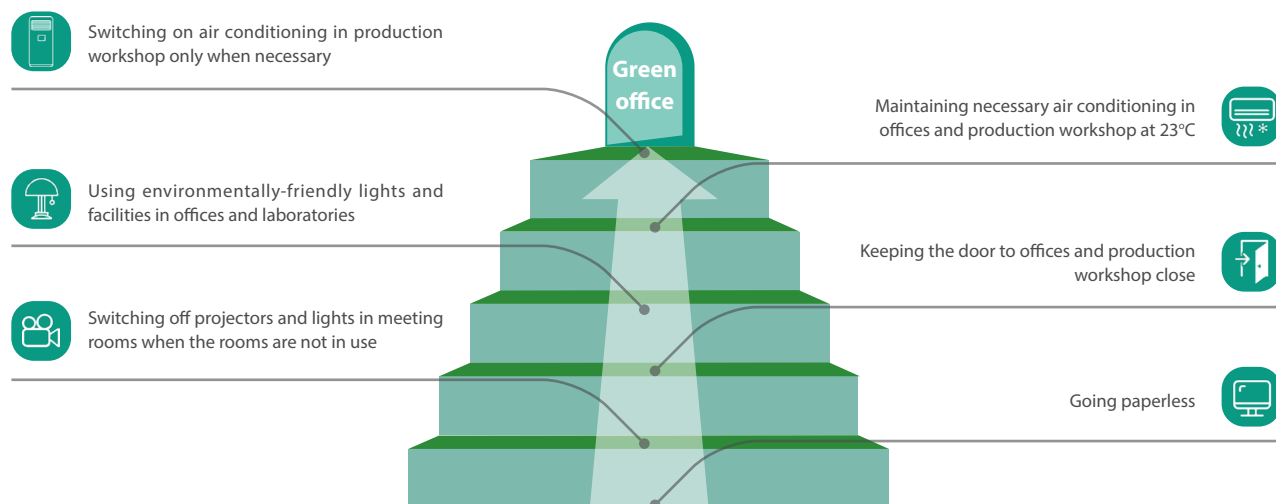 Switching on air conditioning in production
workshop only when necessary
Green
office
Maintaining necessary air conditioning in
offices and production workshop at 23°C
Using environmentally-friendly lights and
facilities in offices and laboratories
Keeping the door to offices and production
workshop close
Switching off projectors and lights in meeting
rooms when the rooms are not in use
Going paperless